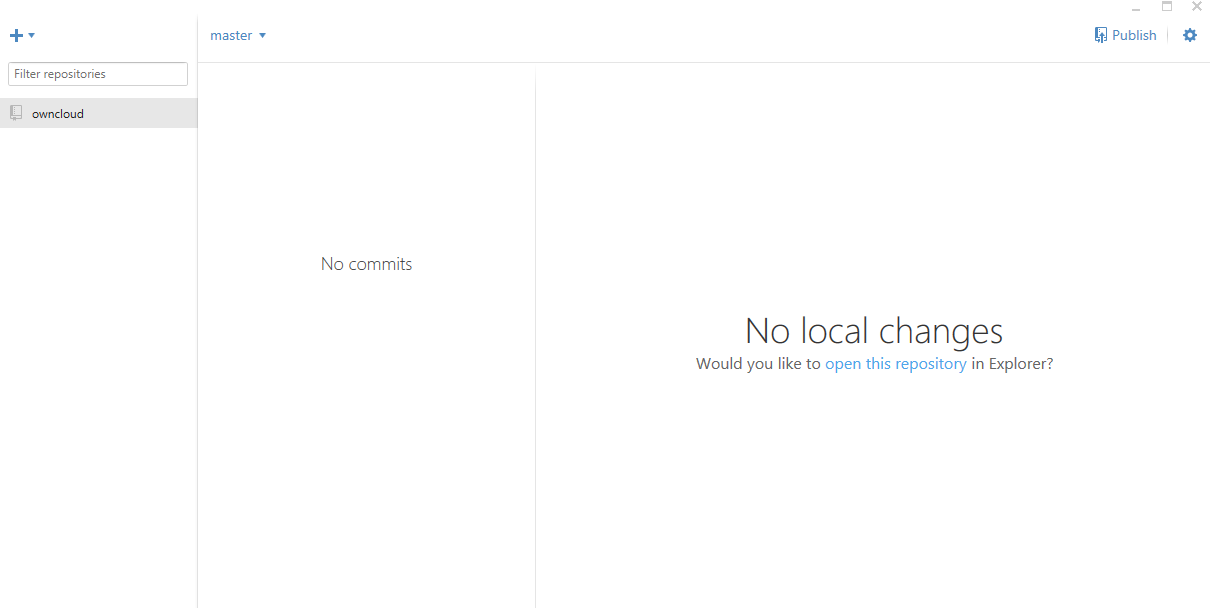 master
Publish
Filter repositories
owncloud
No commits
No local changes
Would you like to open this repository in Explorer?